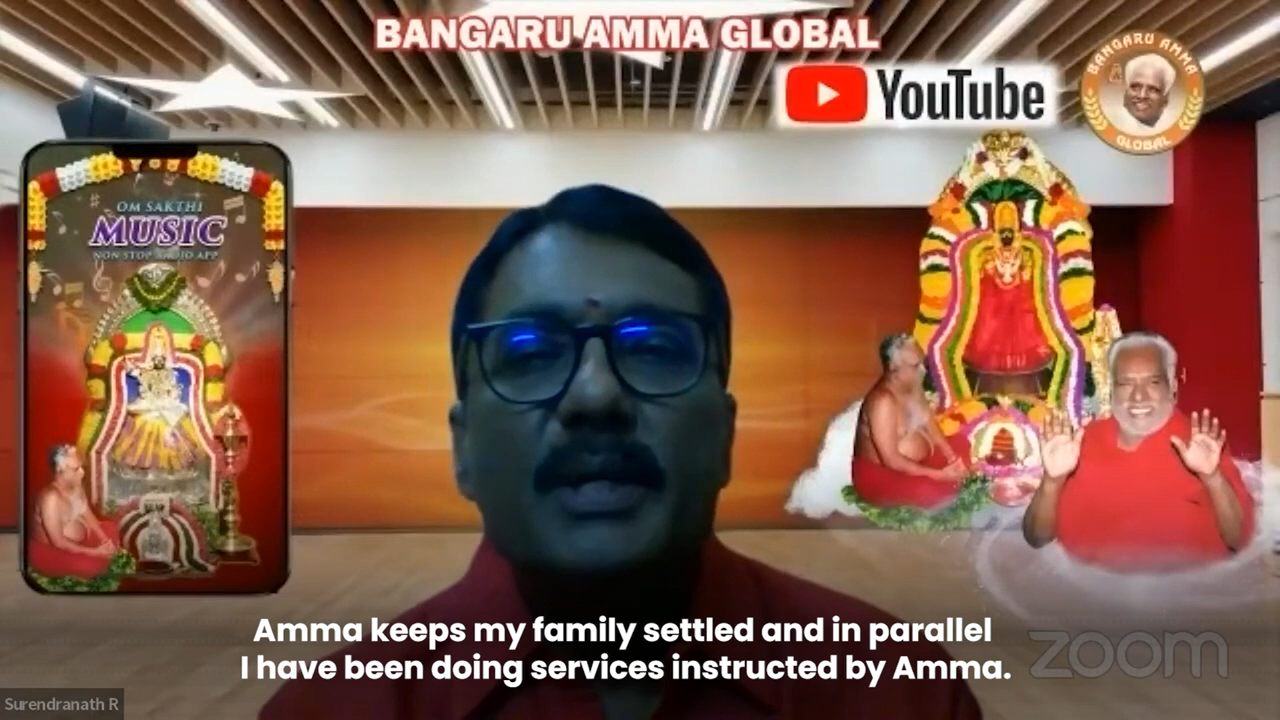 BANGARU AMMA GLOBAL
YouTube
BANGARU AMMA
GLOBAL
OM SAKTHI
MUSIC
NON STOP RADIO APP
Amma keeps my family settled and in parallel
I have been doing services instructed by Amma.
zoom
Surendranath R